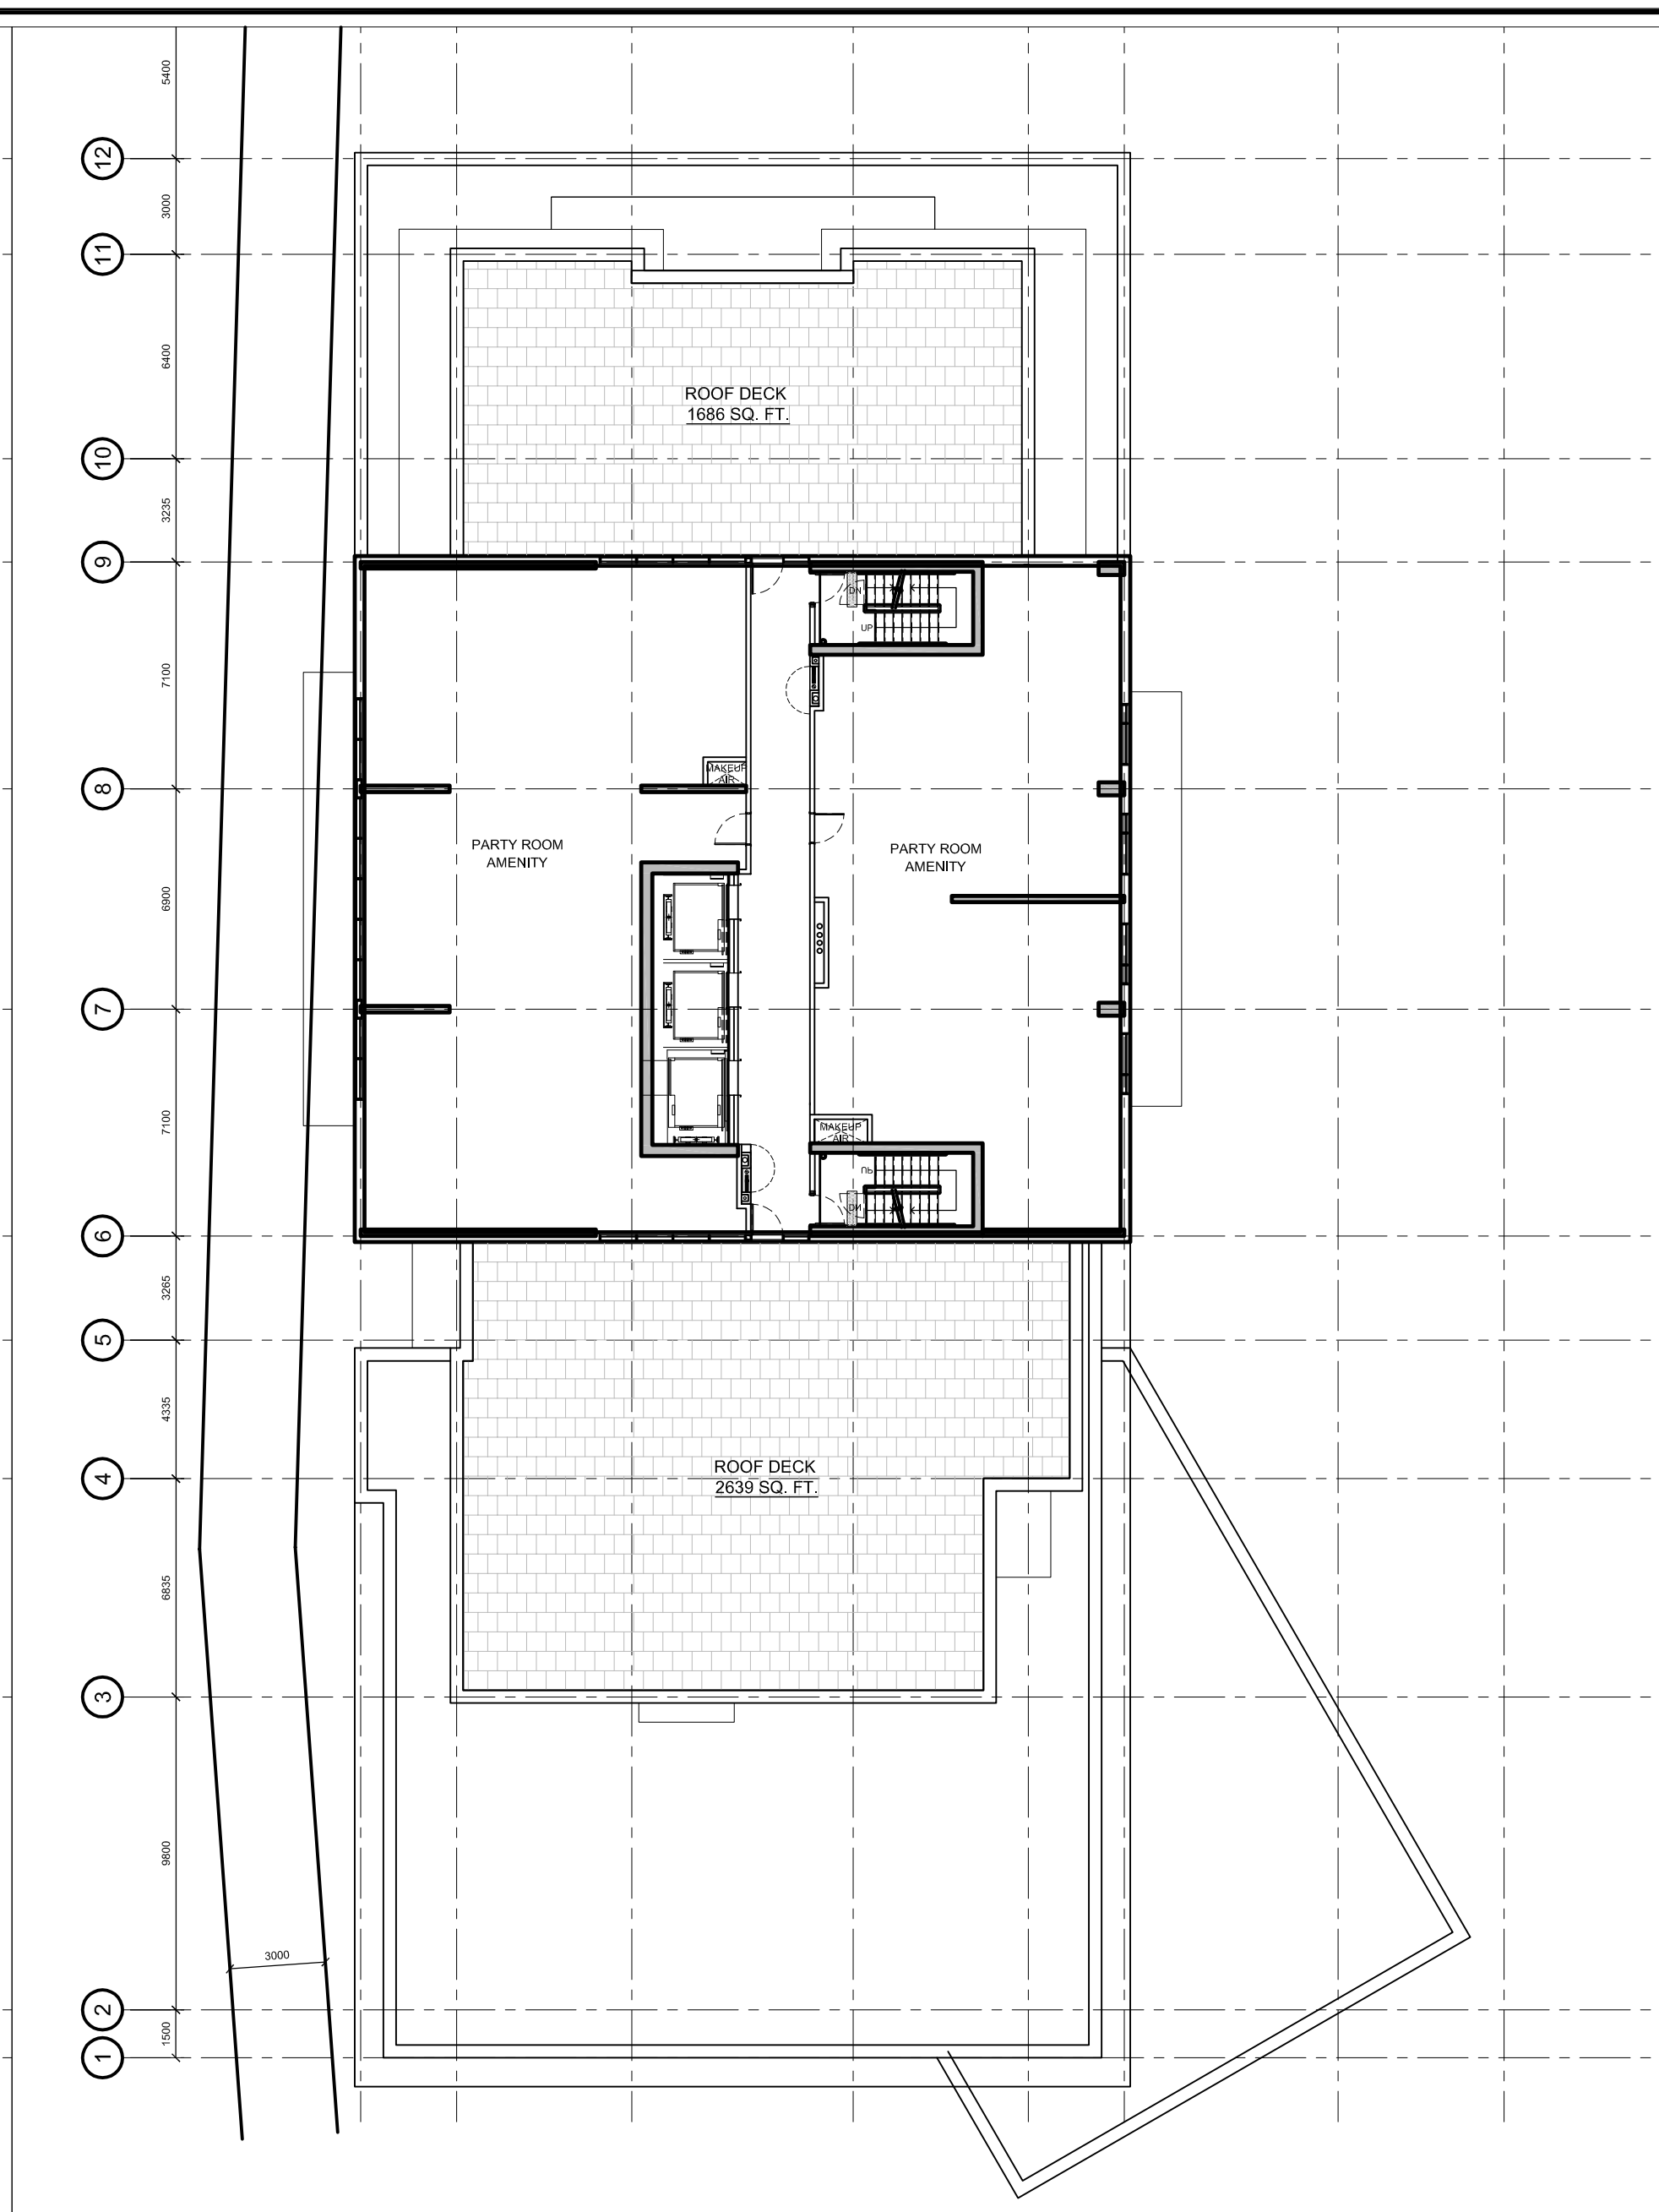 5400
12
3000
11
6400
ROOF DECK
1686 SQ. FT.
10
3235
9
DN
UP
7100
MAKEUP
AIR
8
PARTY ROOM
AMENITY
PARTY ROOM
AMENITY
6900
7
7100
MAKEUP
AIR
UP
DN
6
3265
5
4335
ROOF DECK
2639 SQ. FT.
4
6835
3
9800
3000
2
1500
1